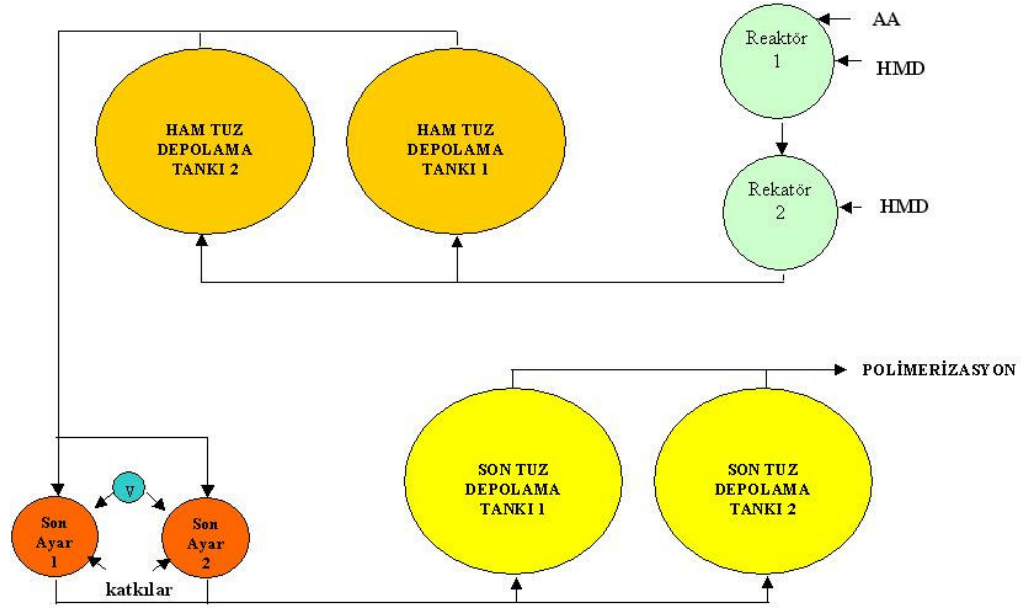 AA
Reaktör
1
HMD
HAM TUZ
DEPOLAMA
TANKI 2
HAM TUZ
DEPOLAMA
TANKI 1
Rekatör
2
HMD
POLİMERİZASYON
SON TUZ
DEPOLAMA
TANKI 1
SON TUZ
DEPOLAMA
TANKI 2
V
Son
Ayar
1
Son
Ayar
2
katkılar